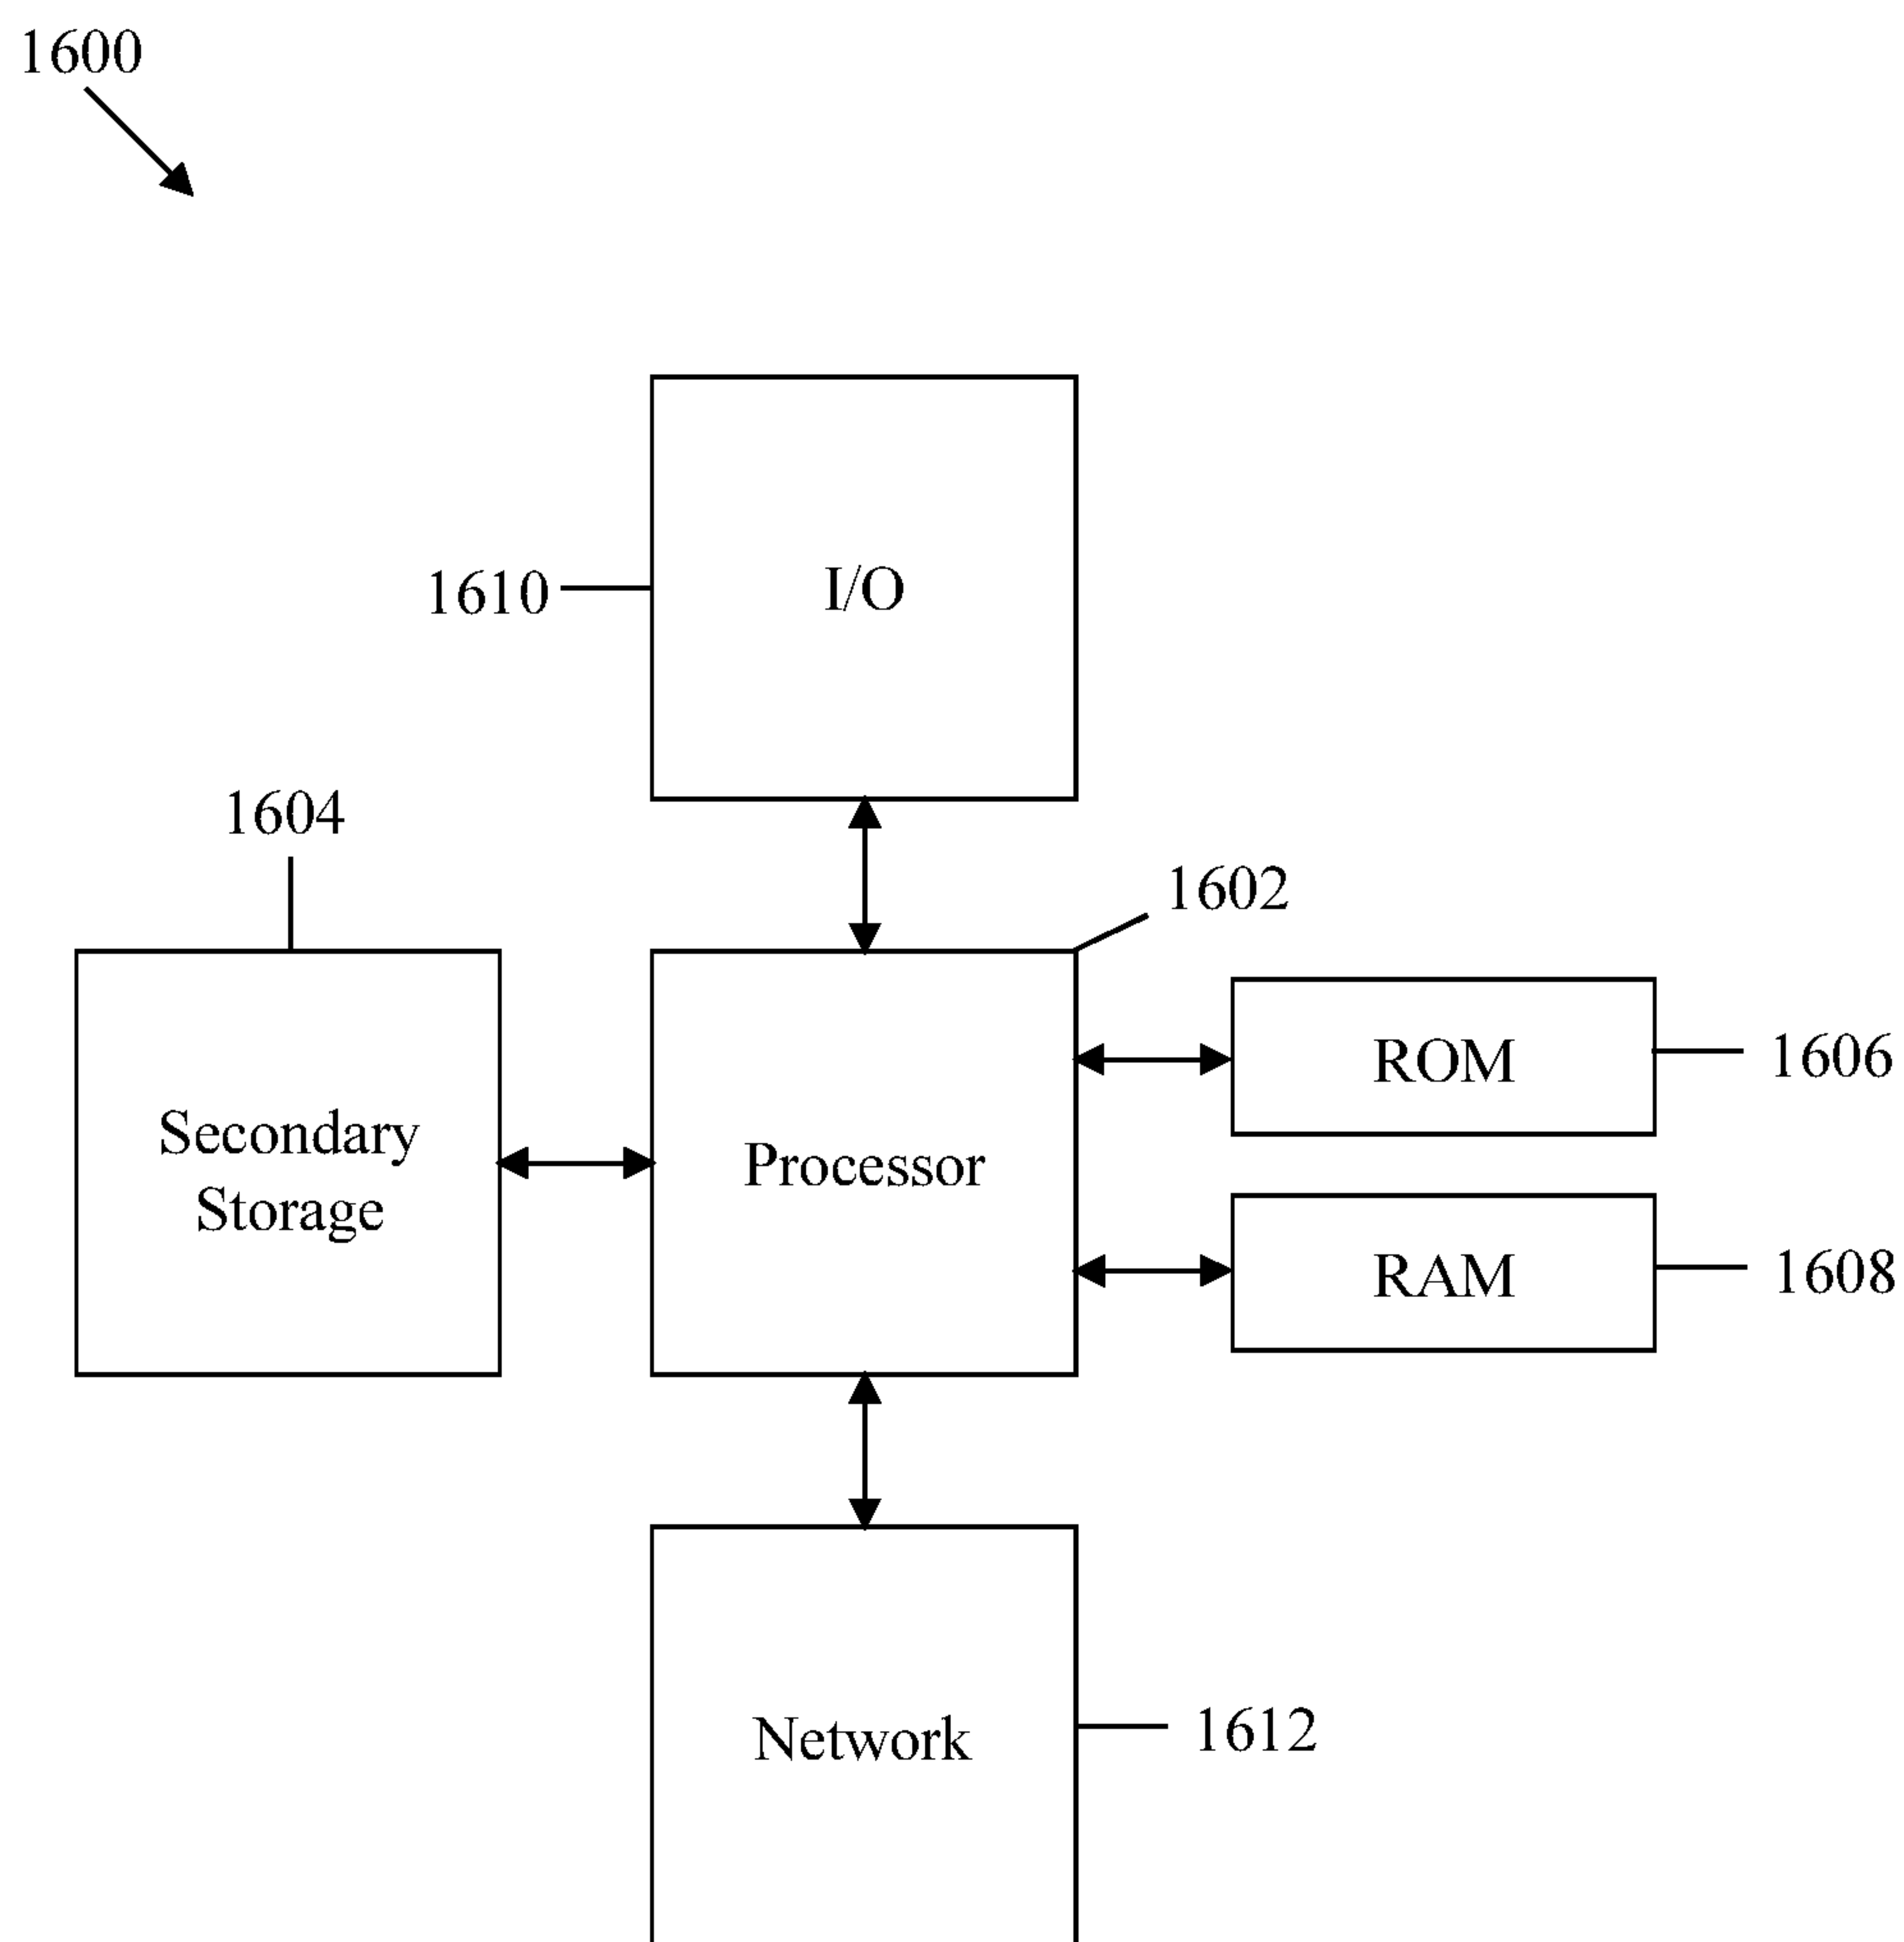 1600
I/O
1610
1604
1602
ROM
1606
Secondary
Storage
Processor
RAM
1608
Network
1612